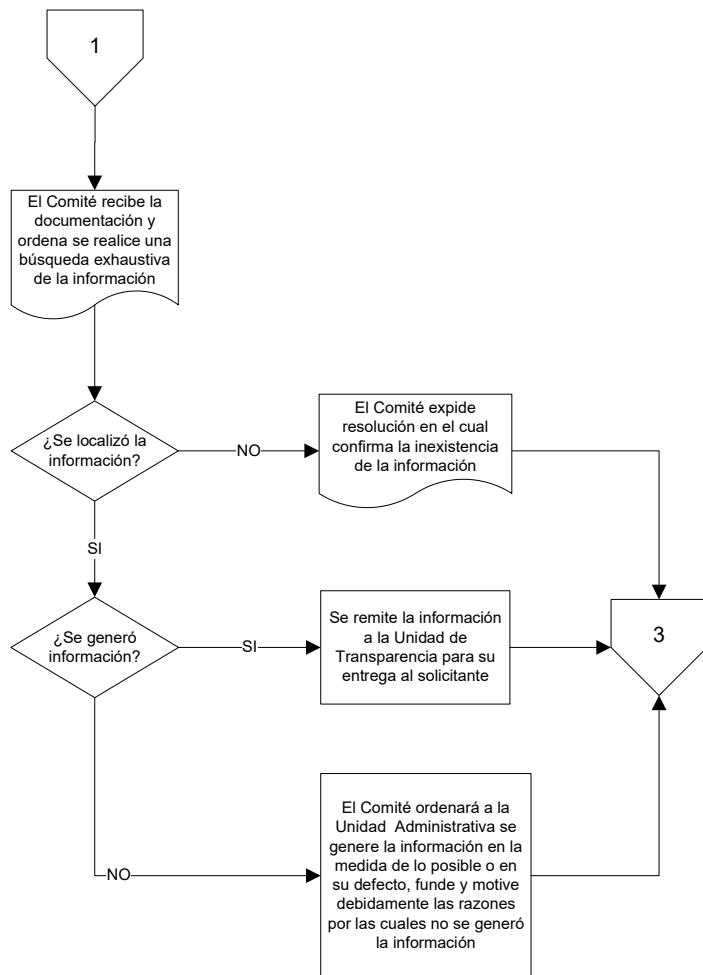 1
El Comité recibe la
documentación y
ordena se realice una
búsqueda exhaustiva
de la información
¿Se localizó la
información?
NO
El Comité expide
resolución en el cual
confirma la inexistencia
de la información
SI
¿Se generó
información?
SI
Se remite la información
a la Unidad de
Transparencia para su
entrega al solicitante
3
NO
El Comité ordenará a la
Unidad Administrativa se
genere la información en la
medida de lo posible o en
su defecto, funde y motive
debidamente las razones
por las cuales no se generó
la información